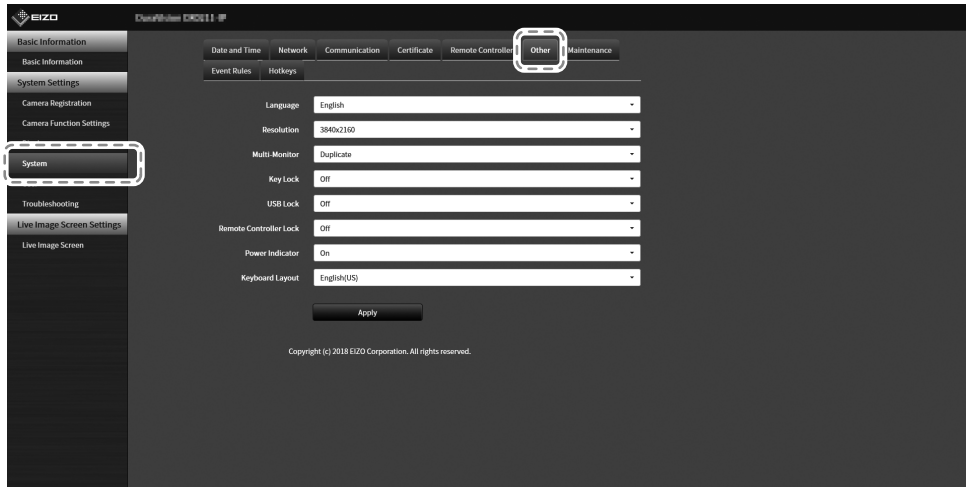 EIZO
Basic Information
Basic Information
System Settings
Camera Registration
Camera Function Settings
System
Troubleshooting
Live Image Screen Settings
Live Image Screen
Date and Time Network Communication Certificate Remote Controller Other Maintenance
Event Rules Hotkeys
Language English
Resolution 3840x2160
Multi-Monitor Duplicate
Key Lock Off
USB Lock Off
Remote Controller Lock Off
Power Indicator On
Keyboard Layout English(US)
Apply
Copyright (c) 2018 EIZO Corporation. All rights reserved.